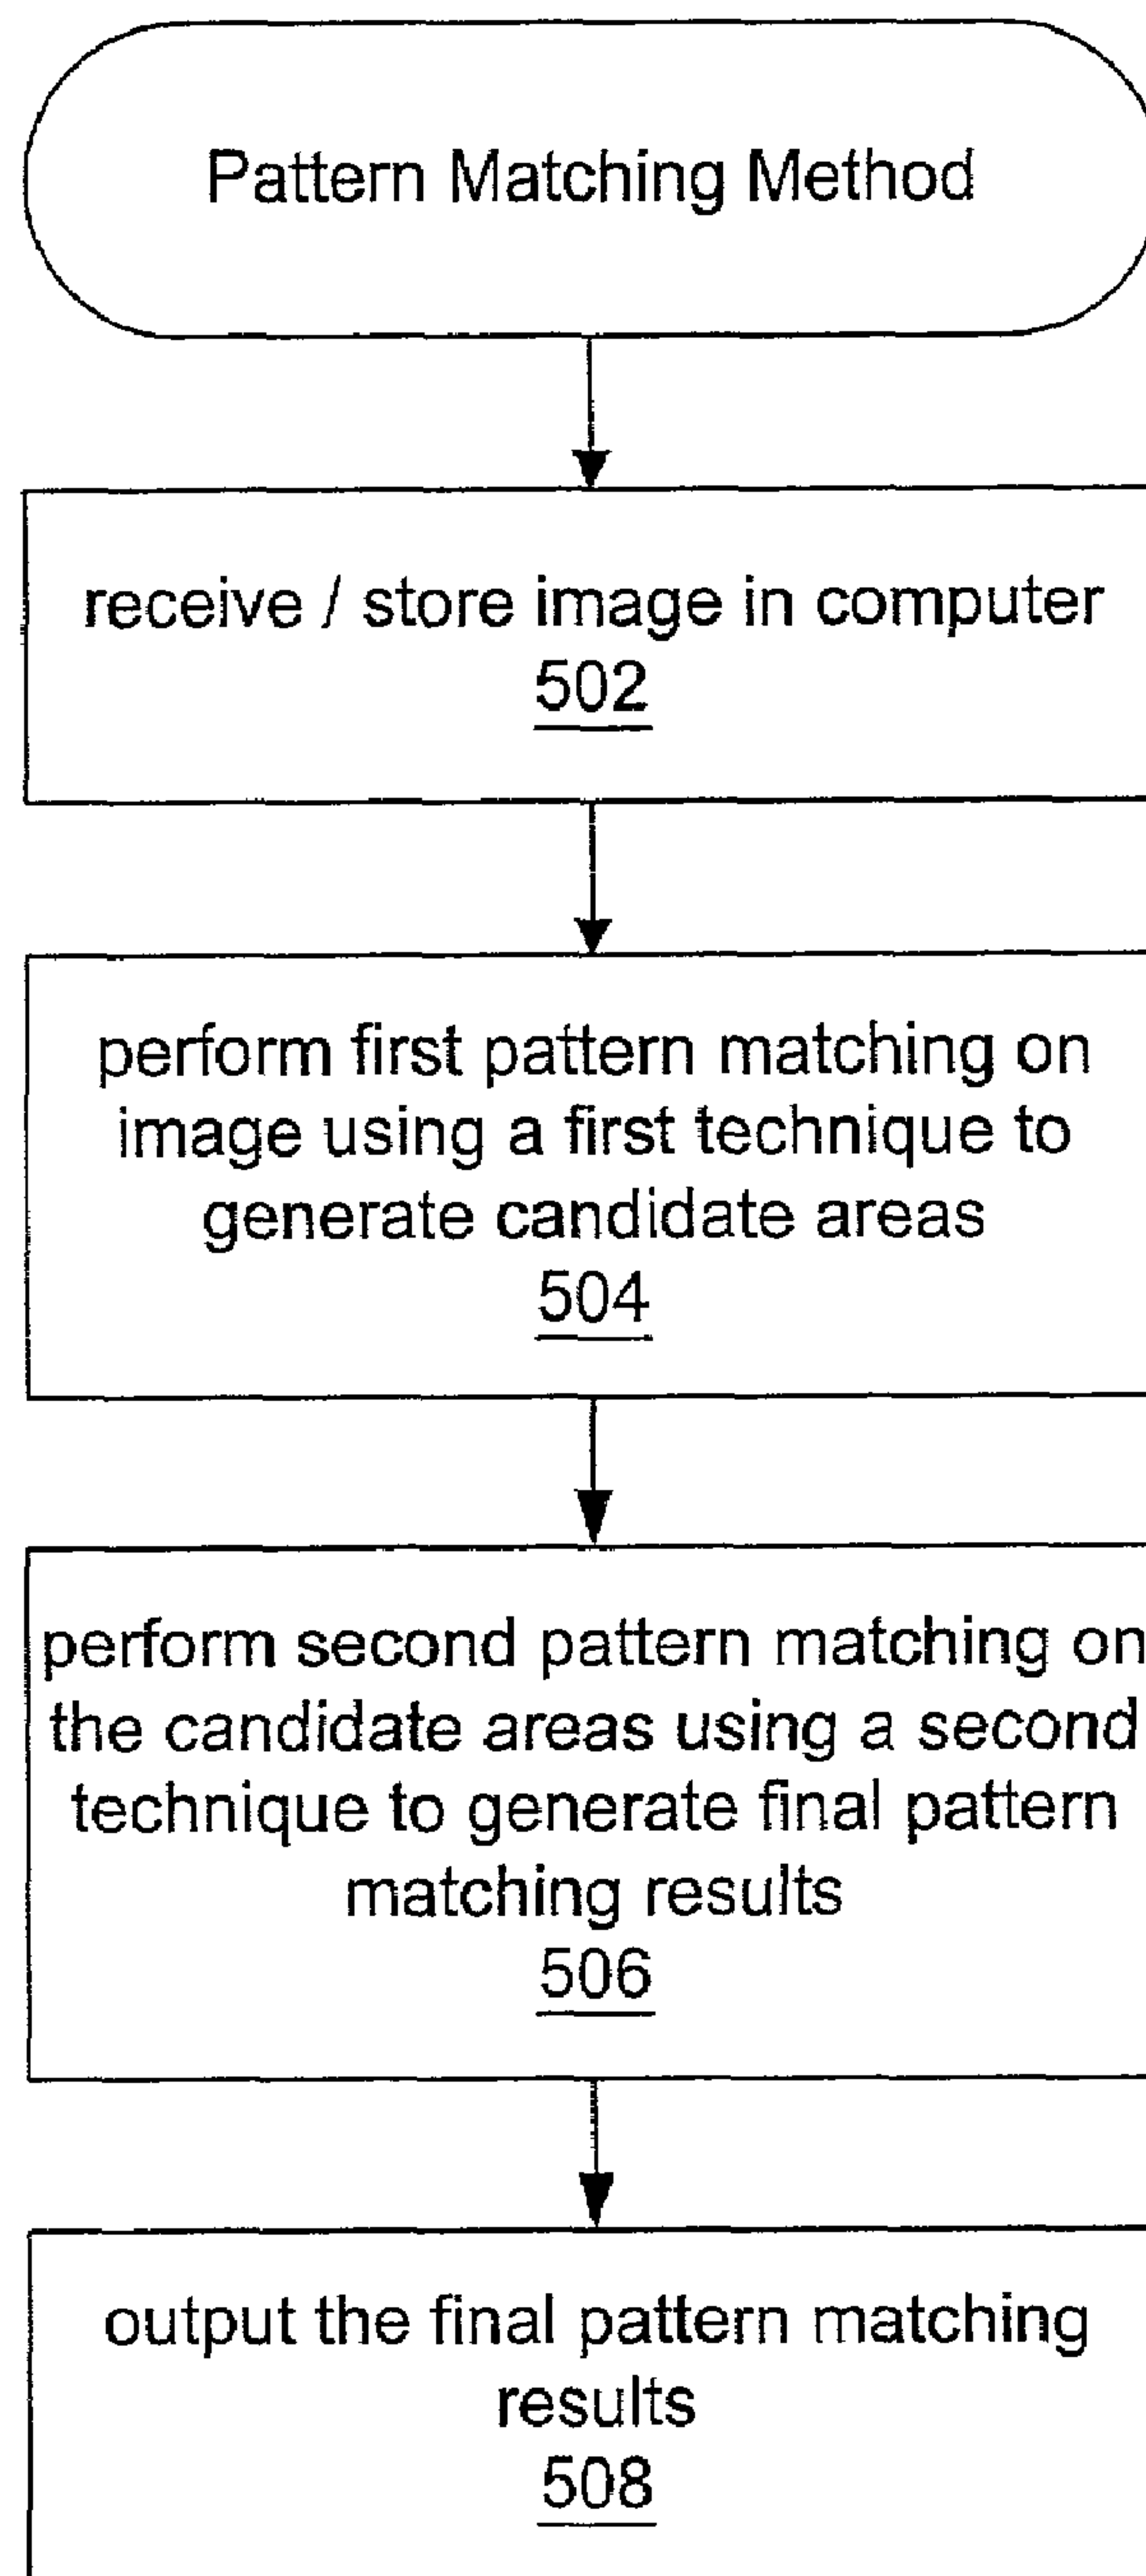 Pattern Matching Method
receive / store image in computer
502
perform first pattern matching on
image using a first technique to
generate candidate areas
504
perform second pattern matching on
the candidate areas using a second
technique to generate final pattern
matching results
506
output the final pattern matching
results
508